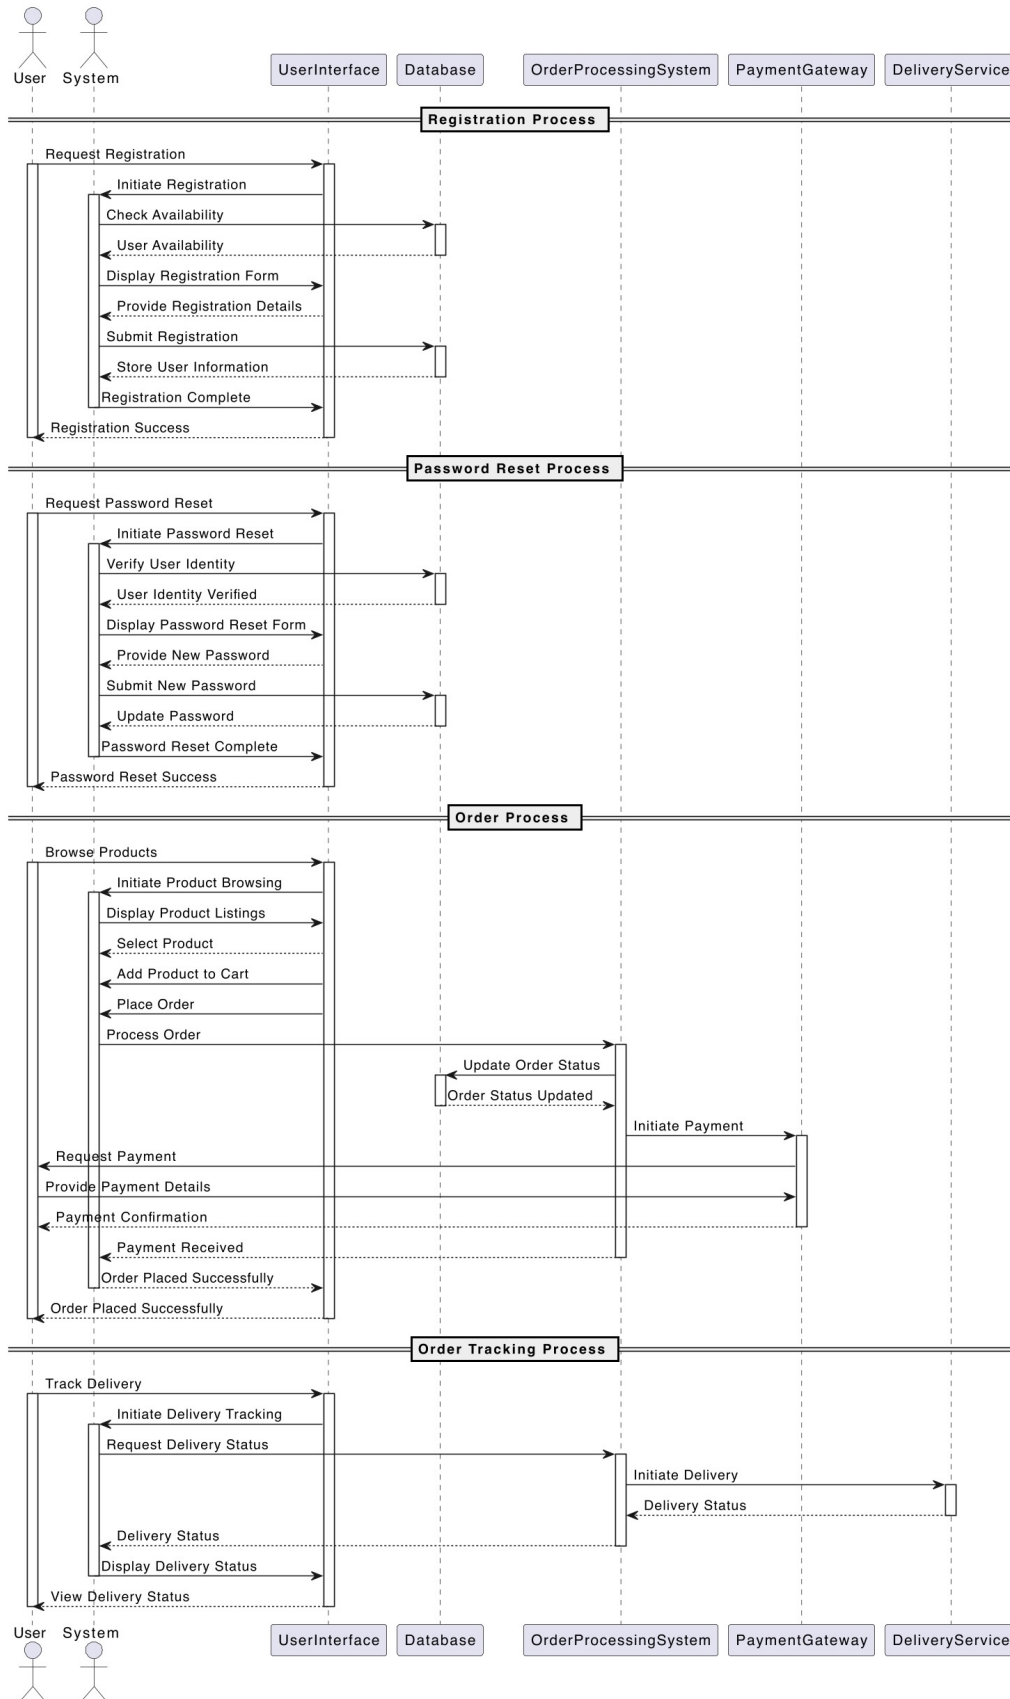 User System UserInterface Database OrderProcessingSystem PaymentGateway DeliveryService
Registration Process
Request Registration
Initiate Registration
Check Availability
User Availability
Display Registration Form
Provide Registration Details
Submit Registration
Store User Information
Registration Complete
Registration Success
Password Reset Process
Request Password Reset
Initiate Password Reset
Verify User Identity
User Identity Verified
Display Password Reset Form
Provide New Password
Submit New Password
Update Password
Password Reset Complete
Password Reset Success
Order Process
Browse Products
Initiate Product Browsing
Display Product Listings
Select Product
Add Product to Cart
Place Order
Process Order
Update Order Status
Order Status Updated
Initiate Payment
Request Payment
Provide Payment Details
Payment Confirmation
Payment Received
Order Placed Successfully
Order Placed Successfully
Order Tracking Process
Track Delivery
Initiate Delivery Tracking
Request Delivery Status
Initiate Delivery
Delivery Status
Delivery Status
Display Delivery Status
View Delivery Status
User System UserInterface Database OrderProcessingSystem PaymentGateway DeliveryService